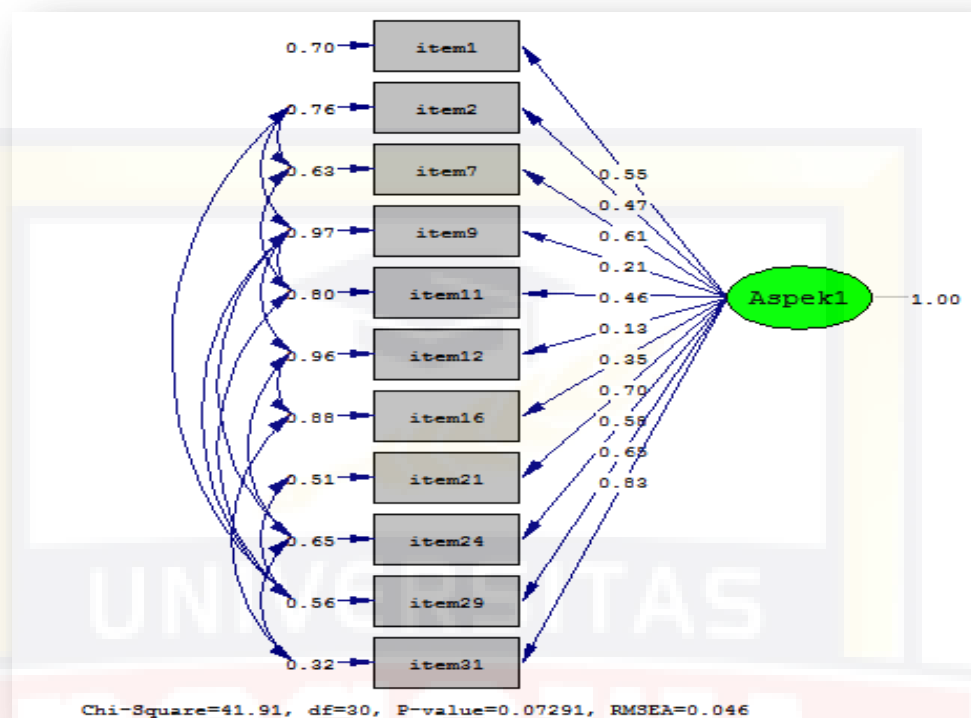 0.70 item1
0.76 item2
0.63 item7
0.97 item9
0.80 item11
0.96 item12
0.88 item16
0.51 item21
0.65 item24
0.56 item29
0.32 item31
0.55
0.47
0.61
0.21
0.46
0.13
0.35
0.70
0.58
0.65
0.83
Aspek1 1.00
UNIVERSITAS
Chi-Square=41.91, df=30, P-value=0.07291, RMSEA=0.046